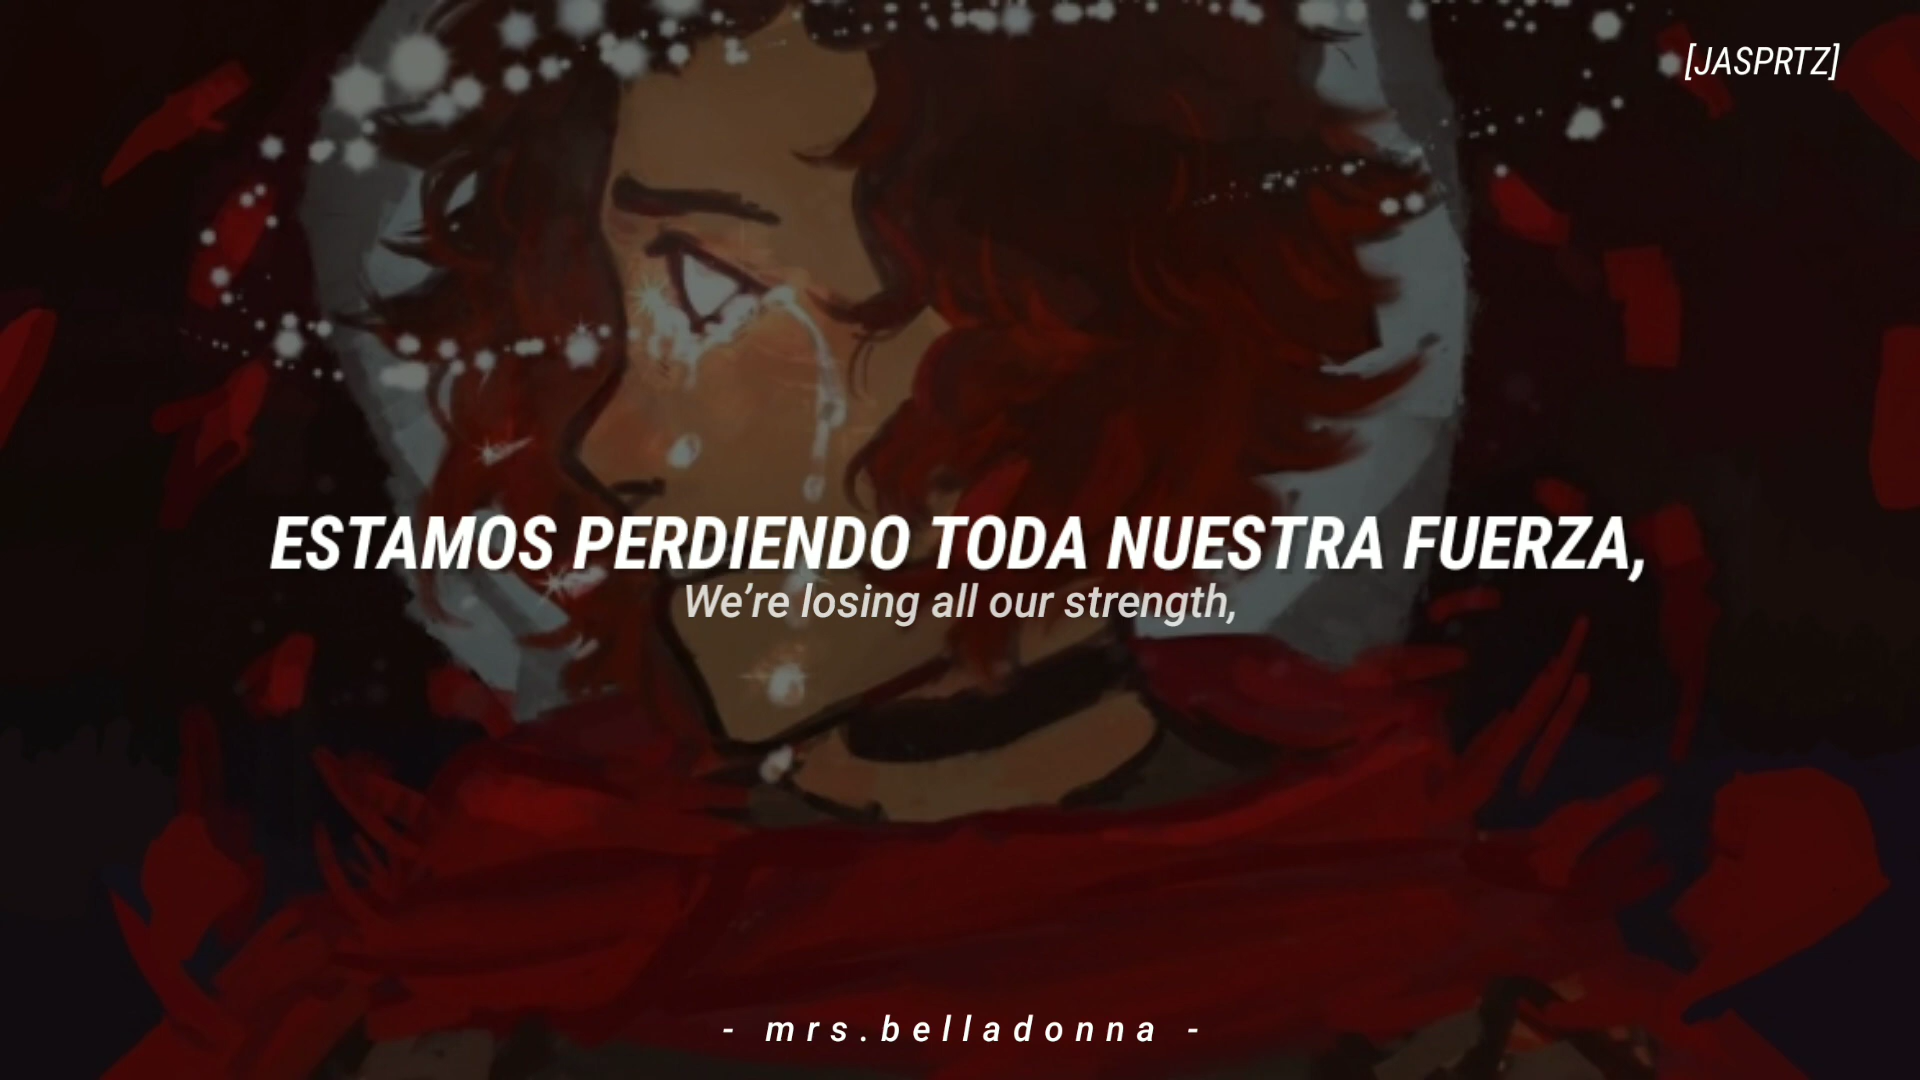 [JASPRTZ]
ESTAMOS PERDIENDO TODA NUESTRA FUERZA,
We’re losing all our strength,
- mrs.belladonna -